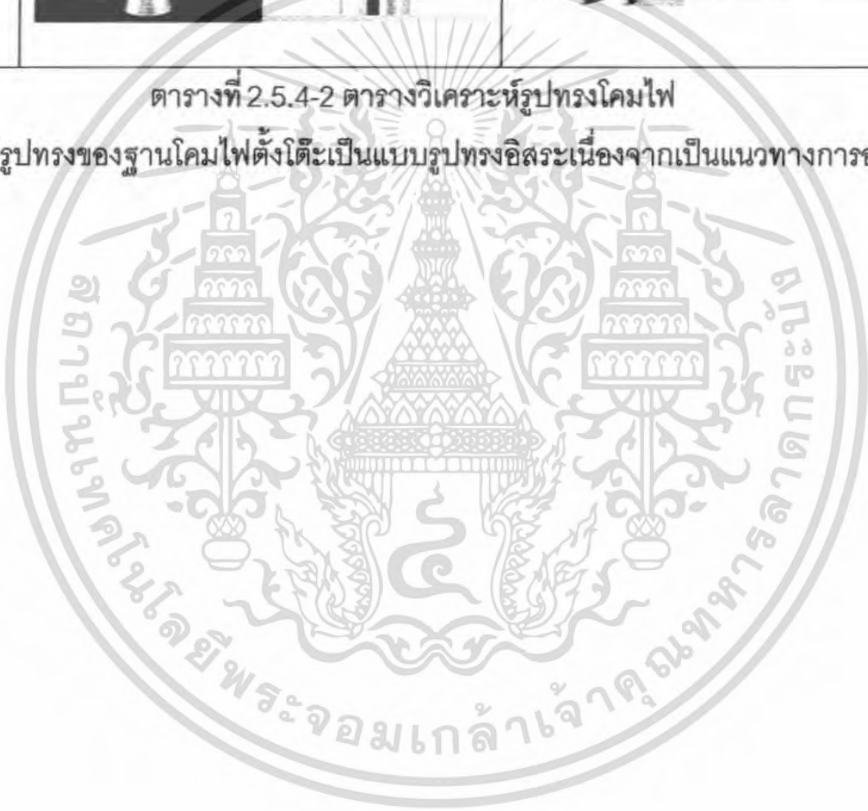 ตารางที่ 2.5.4-2 ตารางวิเคราะห์รูปทรงโคมไฟ
รูปทรงของฐานโคมไฟตั้งโต๊ะเป็นแบบรูปทรงอิสระเนื่องจากเป็นแนวทางการ
สถาบันเทคโนโลยีพระจอมเกล้าเจ้าคุณทหารลาดกระบัง
๔